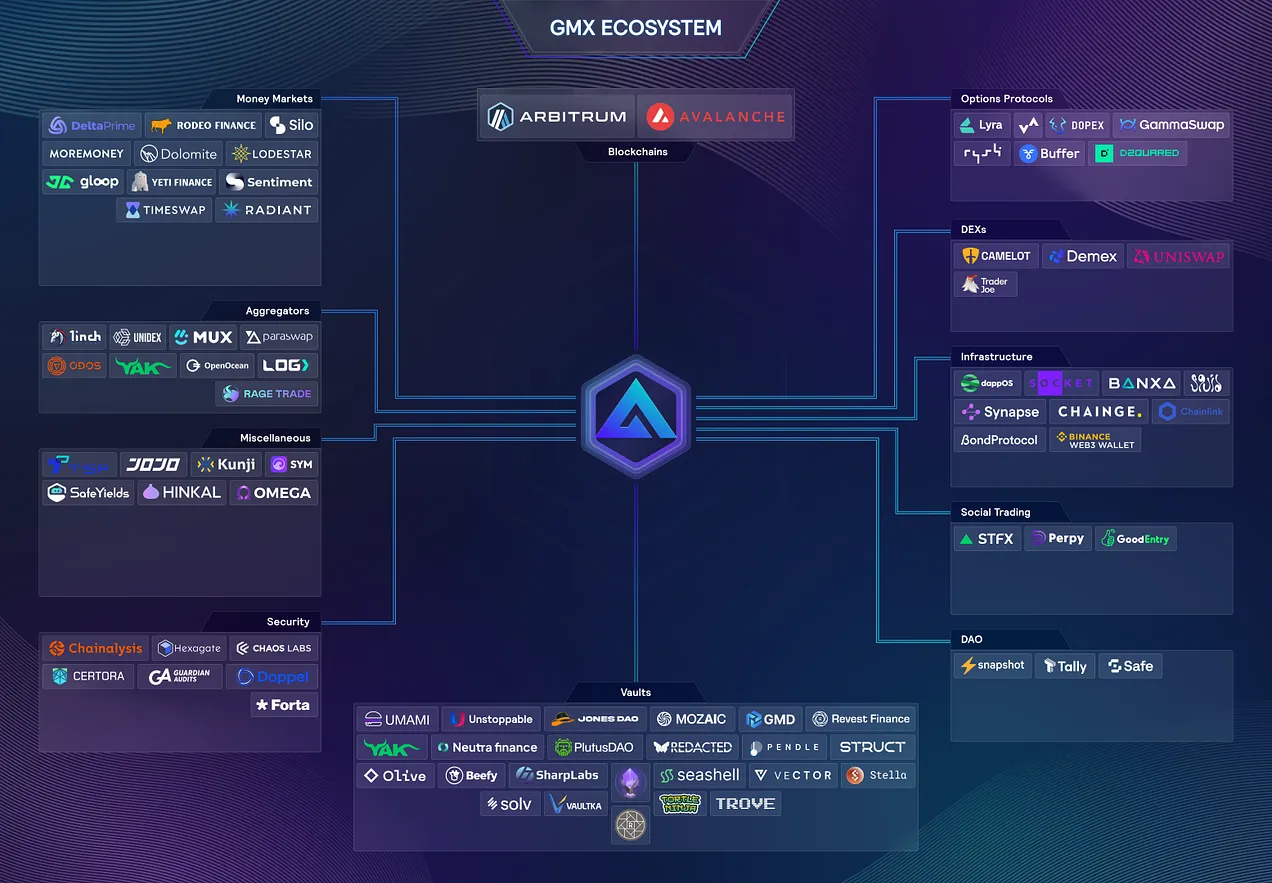 GMX ECOSYSTEM
ARBITRUM AVALANCHE
Blockchains
Money Markets
DeltaPrime RODEO FINANCE Silo
MOREMONEY Dolomite LODESTAR
gloop YETI FINANCE Sentiment
TIMESWAP RADIANT
Aggregators
1inch UNIDEX MUX paraswap
ODOS YAK OpenOcean LOGX
RAGE TRADE
Miscellaneous
JOJO Kunji SYM
SafeYields HINKAL OMEGA
Security
Chainalysis Hexagate CHAOS LABS
CERTORA GA GUARDIAN AUDITS Doppel
Forta
Options Protocols
Lyra DOPEX GammaSwap
Buffer D2 D2QUARED
DEXs
CAMELOT Demex UNISWAP
Trader Joe
Infrastructure
dappOS SOCKET BANXA
Synapse CHAINGE. Chainlink
BondProtocol BINANCE WEB3 WALLET
Social Trading
STFX Perpy GoodEntry
DAO
snapshot Tally Safe
Vaults
UMAMI Unstoppable JONES DAO MOZAIC GMD Revest Finance
YAK Neutra finance PlutusDAO REDACTED PENDLE STRUCT
Olive Beefy SharpLabs seashell VECTOR Stella
solv VAULTKA TORTLE NINJA TROVE